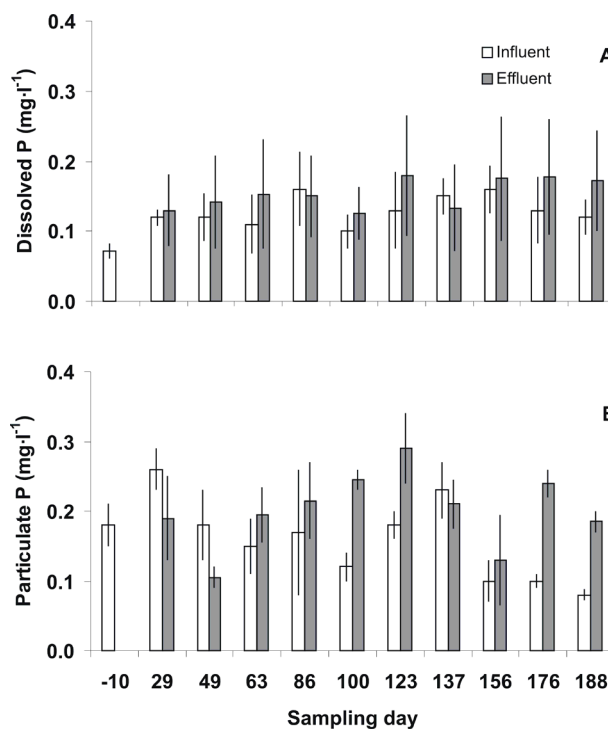 0.4
0.3
0.2
0.1
0.0
Dissolved P (mg·l⁻¹)
Influent
Effluent
A
0.4
0.3
0.2
0.1
0.0
Particulate P (mg·l⁻¹)
-10 29 49 63 86 100 123 137 156 176 188
Sampling day